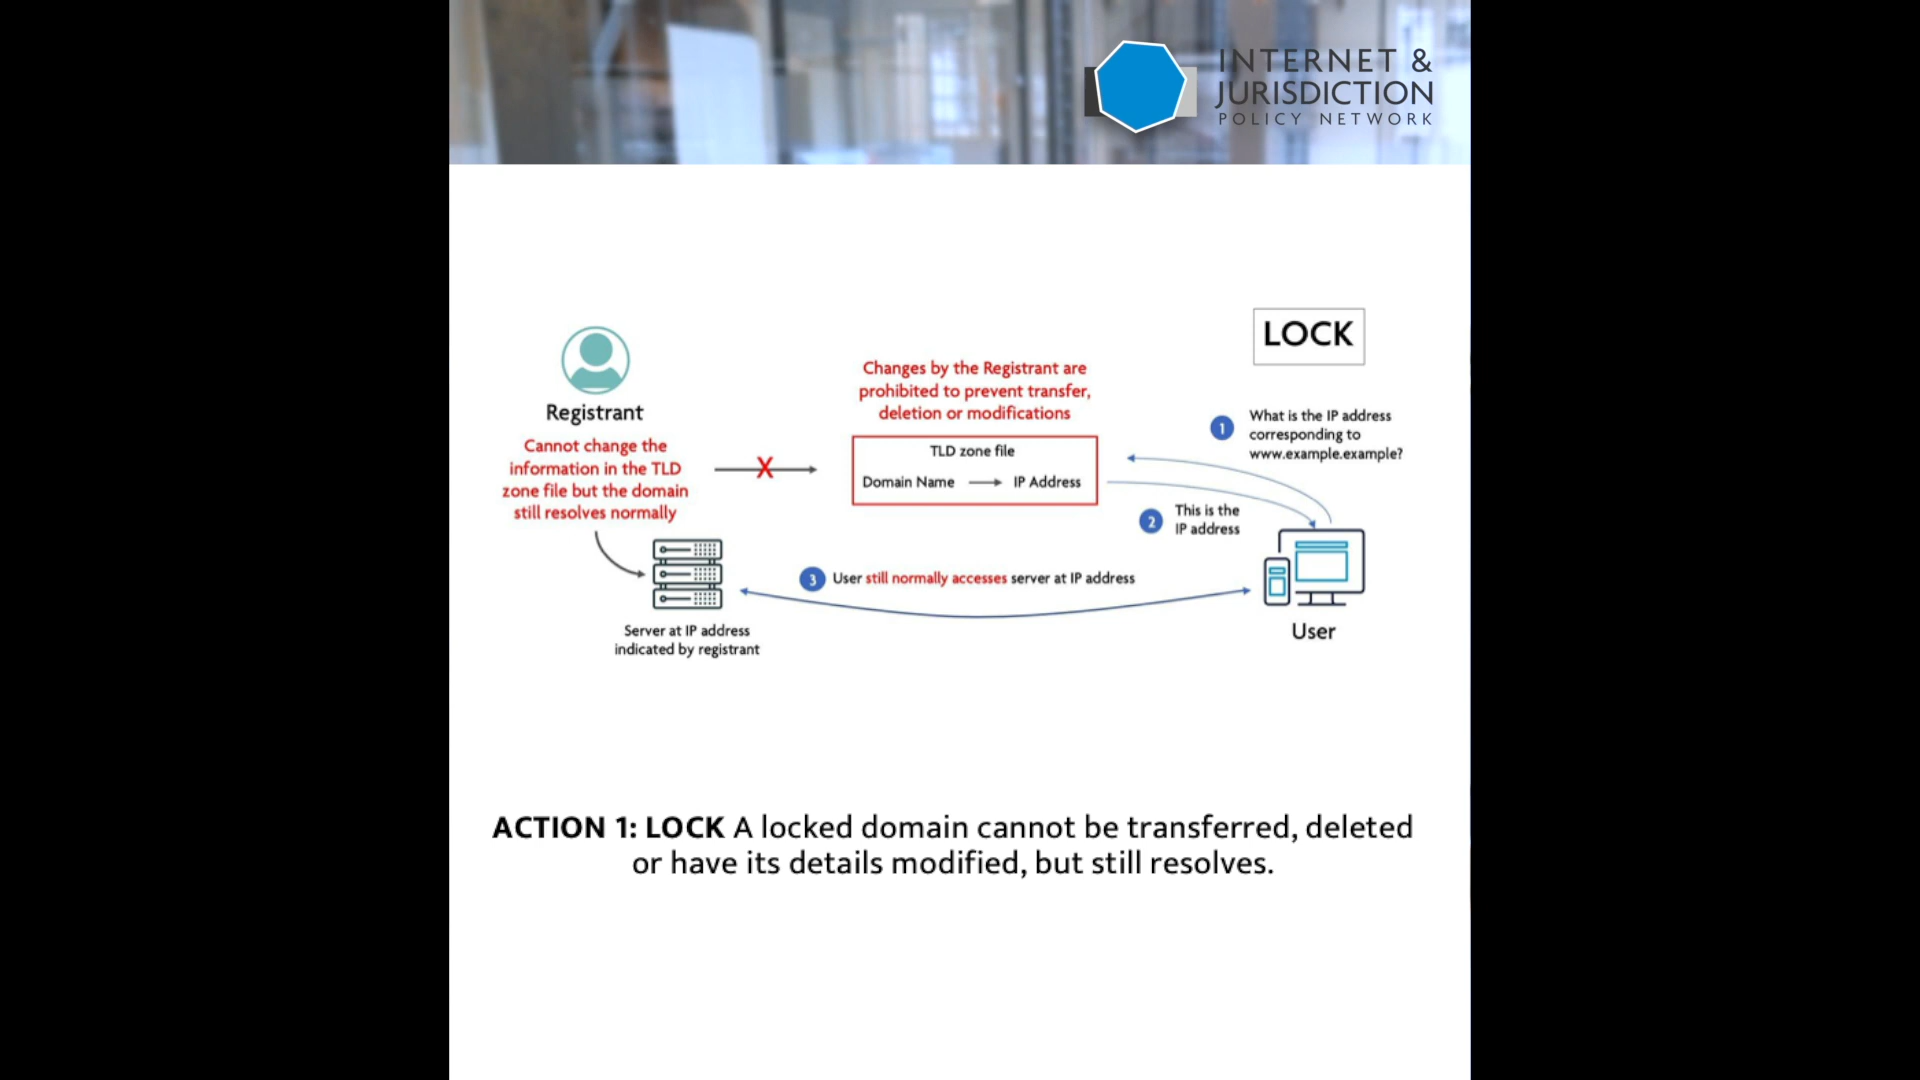 INTERNET &
JURISDICTION
POLICY NETWORK
LOCK
Registrant
Cannot change the
information in the TLD
zone file but the domain
still resolves normally
X
Changes by the Registrant are
prohibited to prevent transfer,
deletion or modifications
TLD zone file
Domain Name IP Address
1 What is the IP address
corresponding to
www.example.example?
2 This is the
IP address
3 User still normally accesses server at IP address
Server at IP address
indicated by registrant
User
ACTION 1: LOCK A locked domain cannot be transferred, deleted
or have its details modified, but still resolves.